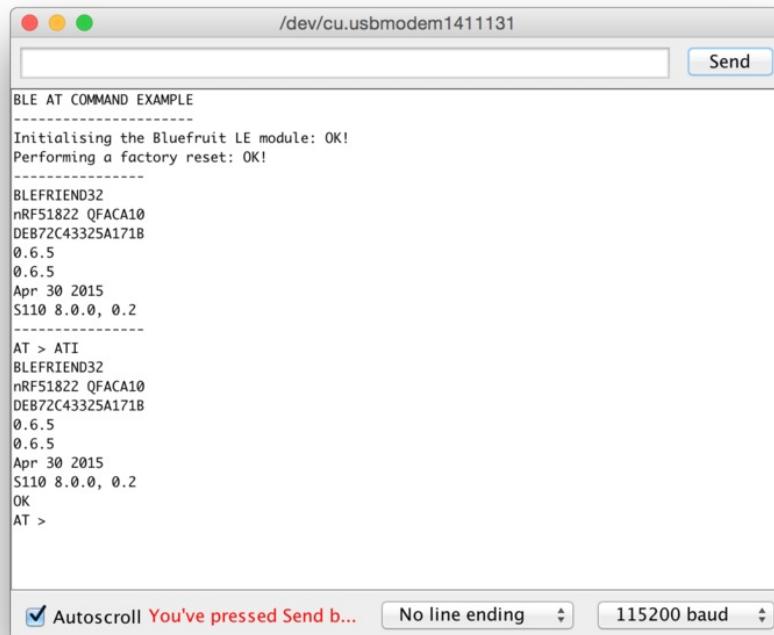 /dev/cu.usbmodem1411131
Send
BLE AT COMMAND EXAMPLE
---------------------
Initialising the Bluefruit LE module: OK!
Performing a factory reset: OK!
----------------
BLEFRIEND32
nRF51822 QFACA10
DEB72C43325A171B
0.6.5
0.6.5
Apr 30 2015
S110 8.0.0, 0.2
----------------
AT > ATI
BLEFRIEND32
nRF51822 QFACA10
DEB72C43325A171B
0.6.5
0.6.5
Apr 30 2015
S110 8.0.0, 0.2
OK
AT >
Autoscroll You've pressed Send b... No line ending 115200 baud